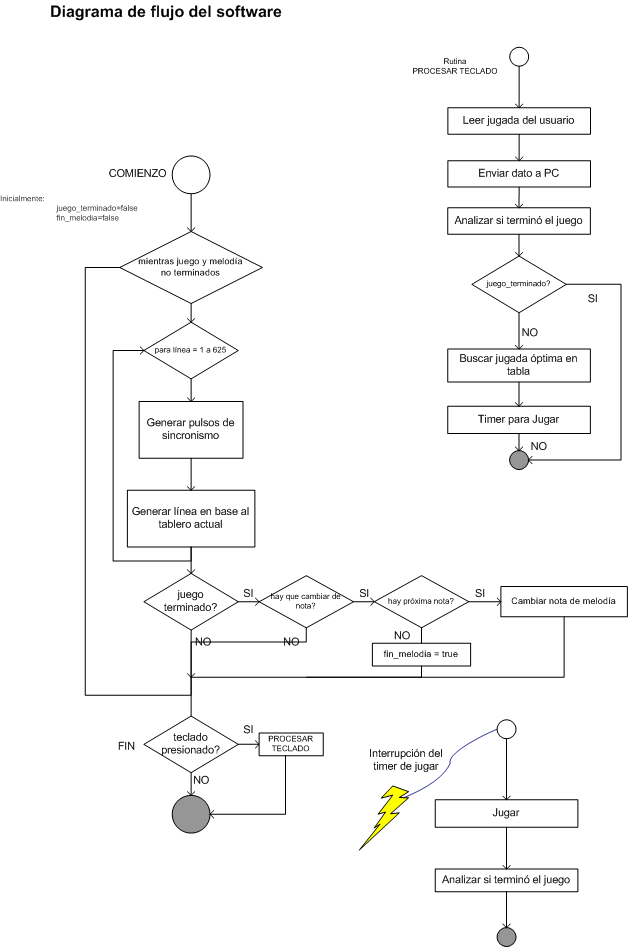 Diagrama de flujo del software
Rutina
PROCESAR TECLADO
Leer jugada del usuario
Enviar dato a PC
Analizar si terminó el juego
juego_terminado?
SI
NO
Buscar jugada óptima en
tabla
Timer para Jugar
NO
COMIENZO
Inicialmente:
juego_terminado=false
fin_melodia=false
mientras juego y melodía
no terminados
para línea = 1 a 625
Generar pulsos de
sincronismo
Generar línea en base al
tablero actual
juego
terminado?
SI
hay que cambiar de
nota?
SI
hay próxima nota?
SI
Cambiar nota de melodía
NO
NO
NO
fin_melodia = true
teclado
presionado?
FIN
SI
PROCESAR
TECLADO
NO
Interrupción del
timer de jugar
Jugar
Analizar si terminó el juego